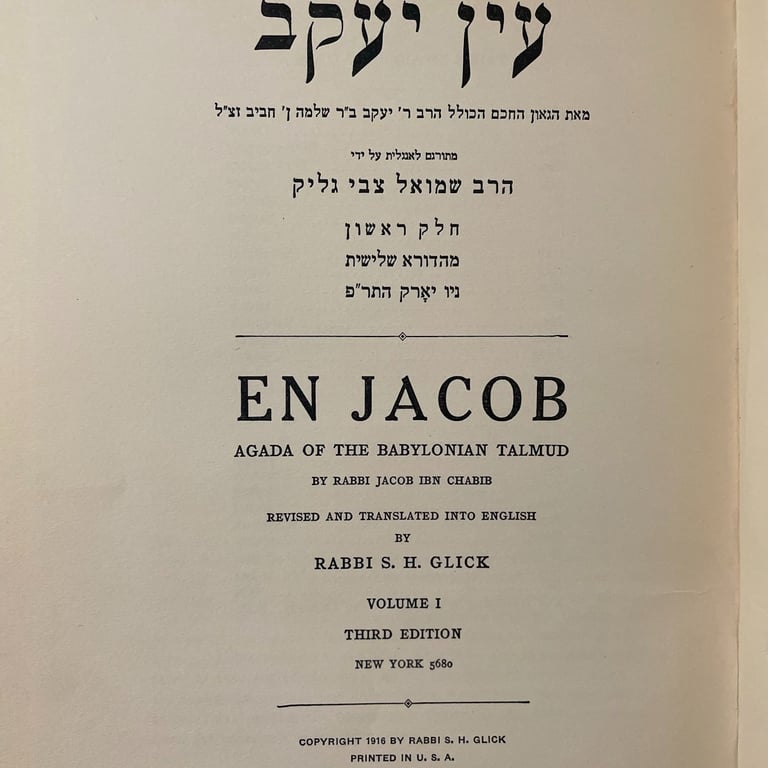 עין יעקב
מאת הגאון החכם הכולל הרב ר' יעקב ב"ר שלמה ן' חביב זצ"ל
מתורגם לאנגלית על ידי
הרב שמואל צבי גליק
חלק ראשון
מהדורא שלישית
ניו יאָרק התר"פ
EN JACOB
AGADA OF THE BABYLONIAN TALMUD
BY RABBI JACOB IBN CHABIB
REVISED AND TRANSLATED INTO ENGLISH
BY
RABBI S. H. GLICK
VOLUME I
THIRD EDITION
NEW YORK 5680
COPYRIGHT 1916 BY RABBI S. H. GLICK
PRINTED IN U. S. A.